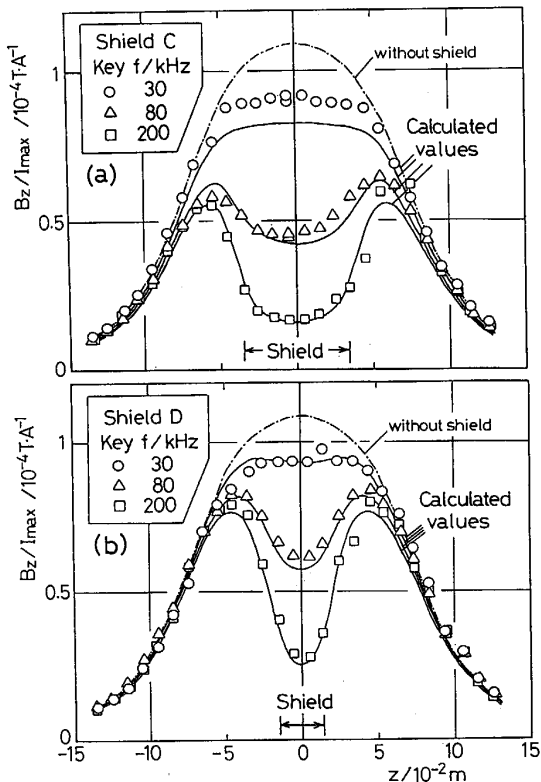 Shield C
Key f/kHz
○ 30
△ 80
□ 200
(a)
without shield
Calculated
values
Shield
Bz/Imax /10⁻⁴T·A⁻¹
1
0.5
0
Shield D
Key f/kHz
○ 30
△ 80
□ 200
(b)
without shield
Calculated
values
Shield
Bz/Imax /10⁻⁴T·A⁻¹
1
0.5
0
-15
-10
-5
0
5
10
15
z/10⁻²m